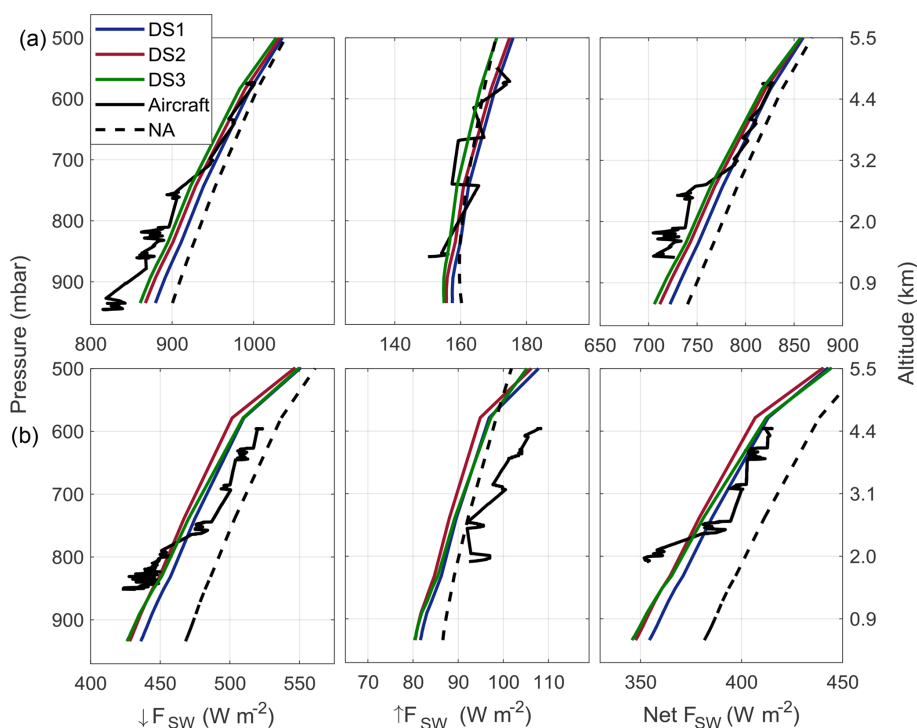 (a)
DS1
DS2
DS3
Aircraft
NA
500
600
700
800
900
800 900 1000
120 140 160 180
650 700 750 800 850 900
5.5
4.4
3.2
2.0
0.9
Pressure (mbar)
Altitude (km)
(b)
500
600
700
800
900
400 450 500 550
70 80 90 100 110
350 400 450
5.5
4.4
3.1
2.0
0.9
↓F_SW (W m⁻²)
↑F_SW (W m⁻²)
Net F_SW (W m⁻²)